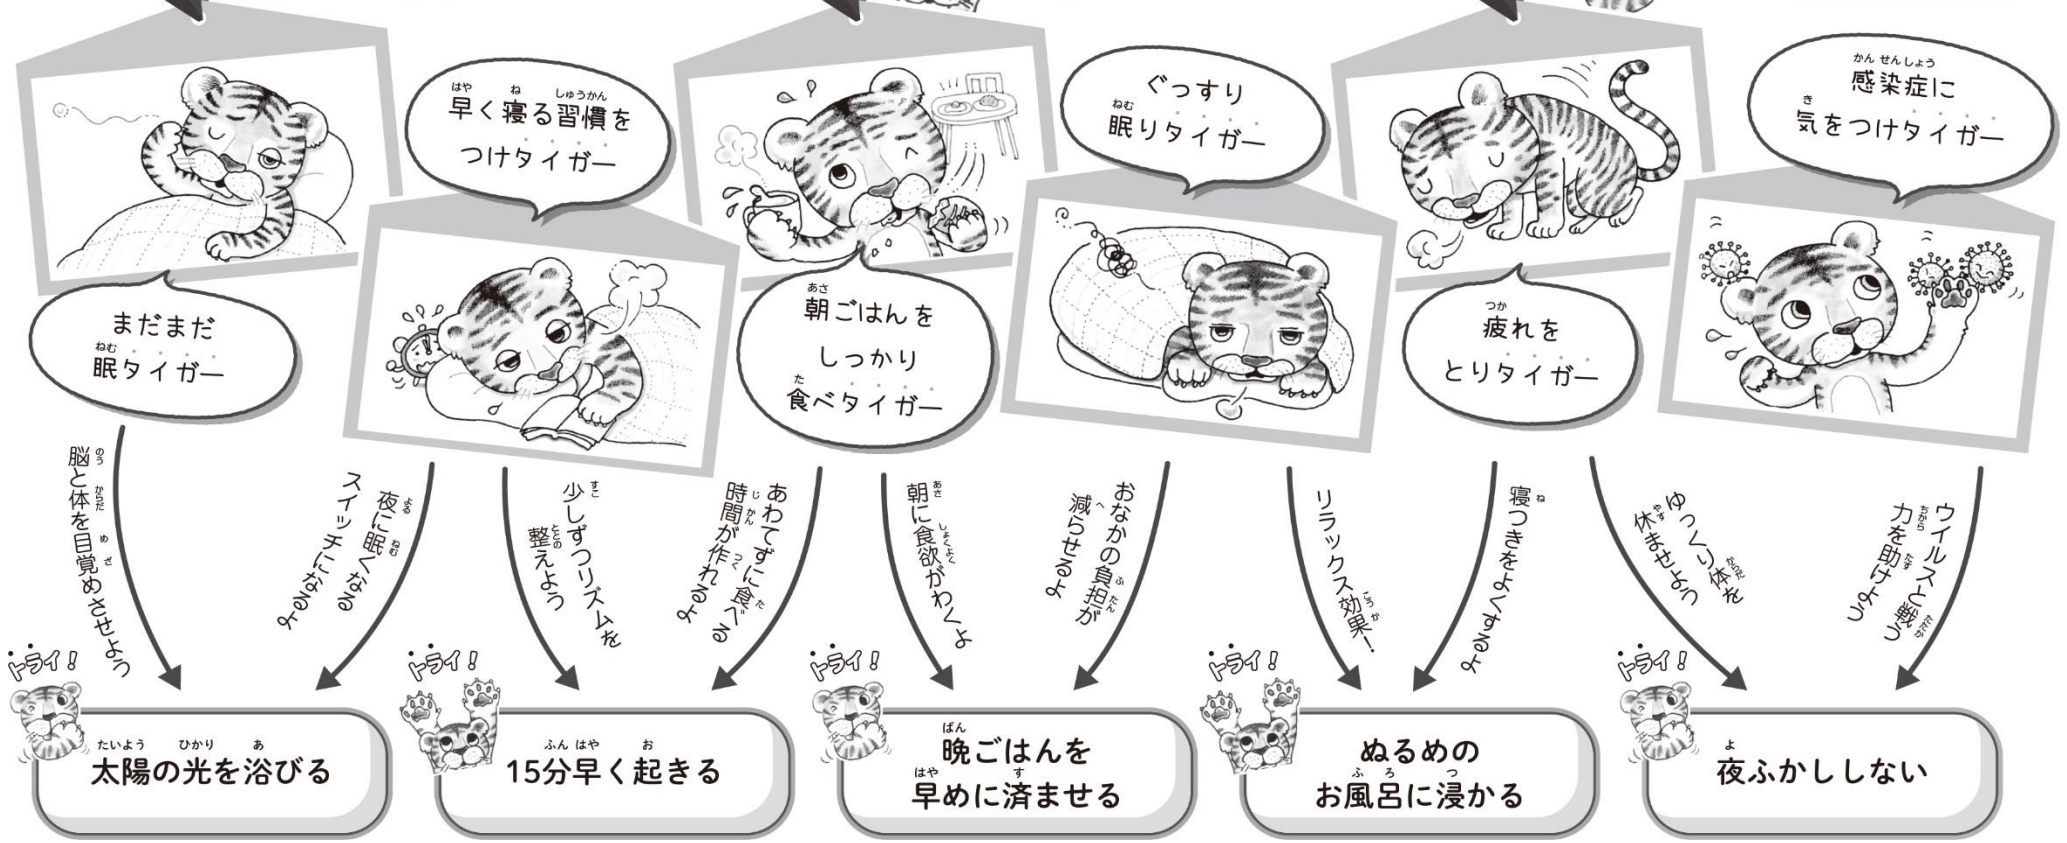 まだまだ
眠タイガー
早く寝る習慣を
つけタイガー
朝ごはんを
しっかり
食べタイガー
ぐっすり
眠りタイガー
疲れを
とりタイガー
感染症に
気をつけタイガー
脳と体を目覚めさせよう
夜に眠くなる
スイッチになるよ
少しずつリズムを
整えよう
あわてずに食べる
時間が作れるよ
朝に食欲がわくよ
おなかの負担が
減らせるよ
リラックス効果!
寝つきをよくするよ
ゆっくり体を
休ませよう
ウイルスと戦う
力を助けよう
トライ!
太陽の光を浴びる
トライ!
15分早く起きる
トライ!
晩ごはんを
早めに済ませる
トライ!
ぬるめの
お風呂に浸かる
トライ!
夜ふかししない